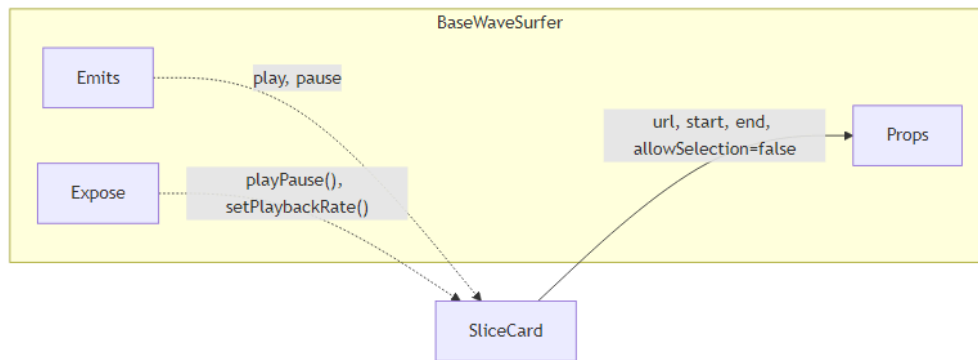 BaseWaveSurfer
Emits
play, pause
url, start, end,
allowSelection=false
Props
Expose
playPause(),
setPlaybackRate()
SliceCard